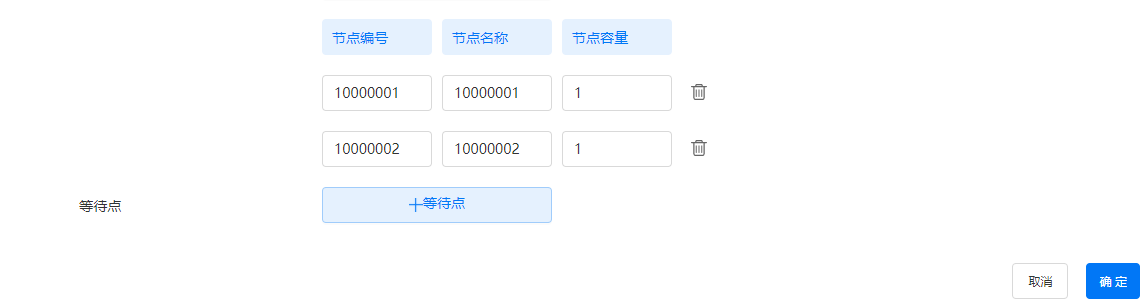 节点编号 节点名称 节点容量
10000001 10000001 1
10000002 10000002 1
等待点 +等待点
取消 确定